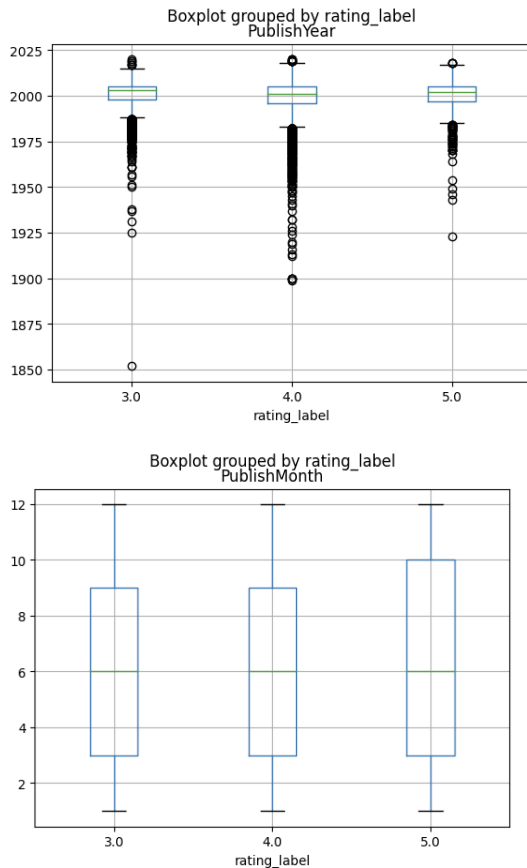 Boxplot grouped by rating_label
PublishYear
2025
2000
1975
1950
1925
1900
1875
1850
3.0 4.0 5.0
rating_label
Boxplot grouped by rating_label
PublishMonth
12
10
8
6
4
2
3.0 4.0 5.0
rating_label